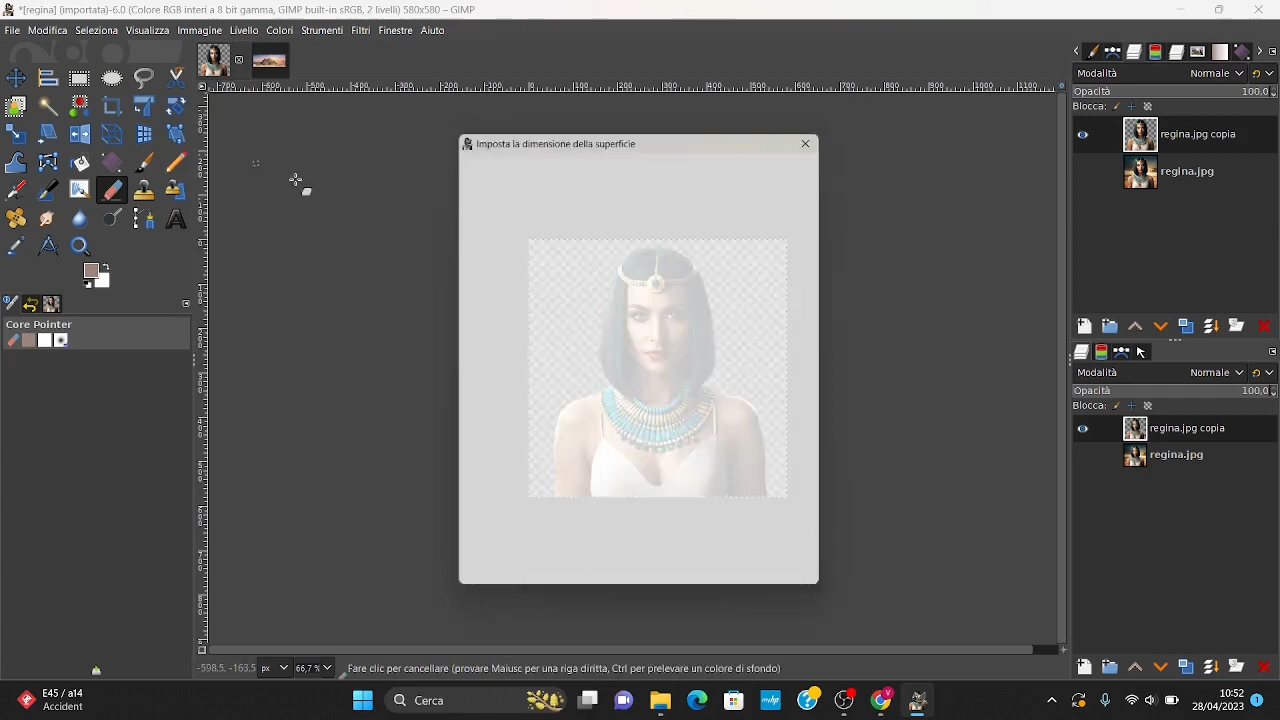 *[regina] (importata)-6.0 (Colore RGB interi a 8 bit gamma, GIMP built-in sRGB, 2 livelli) 580x580 – GIMP
File Modifica Seleziona Visualizza Immagine Livello Colori Strumenti Filtri Finestre Aiuto
Modalità Normale
Opacità 100,0
Blocca:
regina.jpg copia
regina.jpg
Imposta la dimensione della superficie
Core Pointer
Modalità Normale
Opacità 100,0
Blocca:
regina.jpg copia
regina.jpg
-598.5, -163.5 px 66,7 % Fare clic per cancellare (provare Maiusc per una riga diritta, Ctrl per prelevare un colore di sfondo)
E45 / a14
Accident
Cerca
10:52
28/04/2023